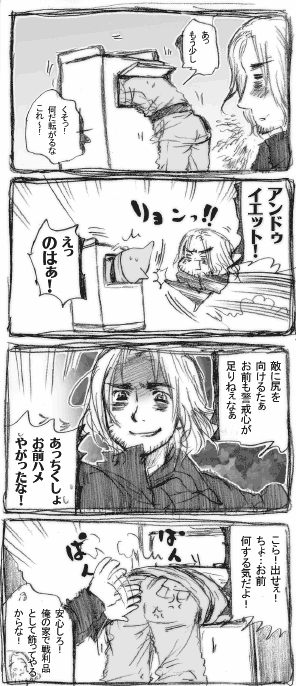 あっ
もう少し
くそっ！
何だ転がるな
これ〜！
アンドゥ
イエット！
リョンっ!!
えっ
のはぁ！
敵に尻を
向けるたぁ
お前も警戒心が
足りねぇなぁ
あっちくしょ
お前ハメ
やがったな！
こらー出せぇ！
ちょ…お前
何する気だよ！
ばん
ばん
安心しろ！
俺の家で戦利品
として飾ってやる
からな！